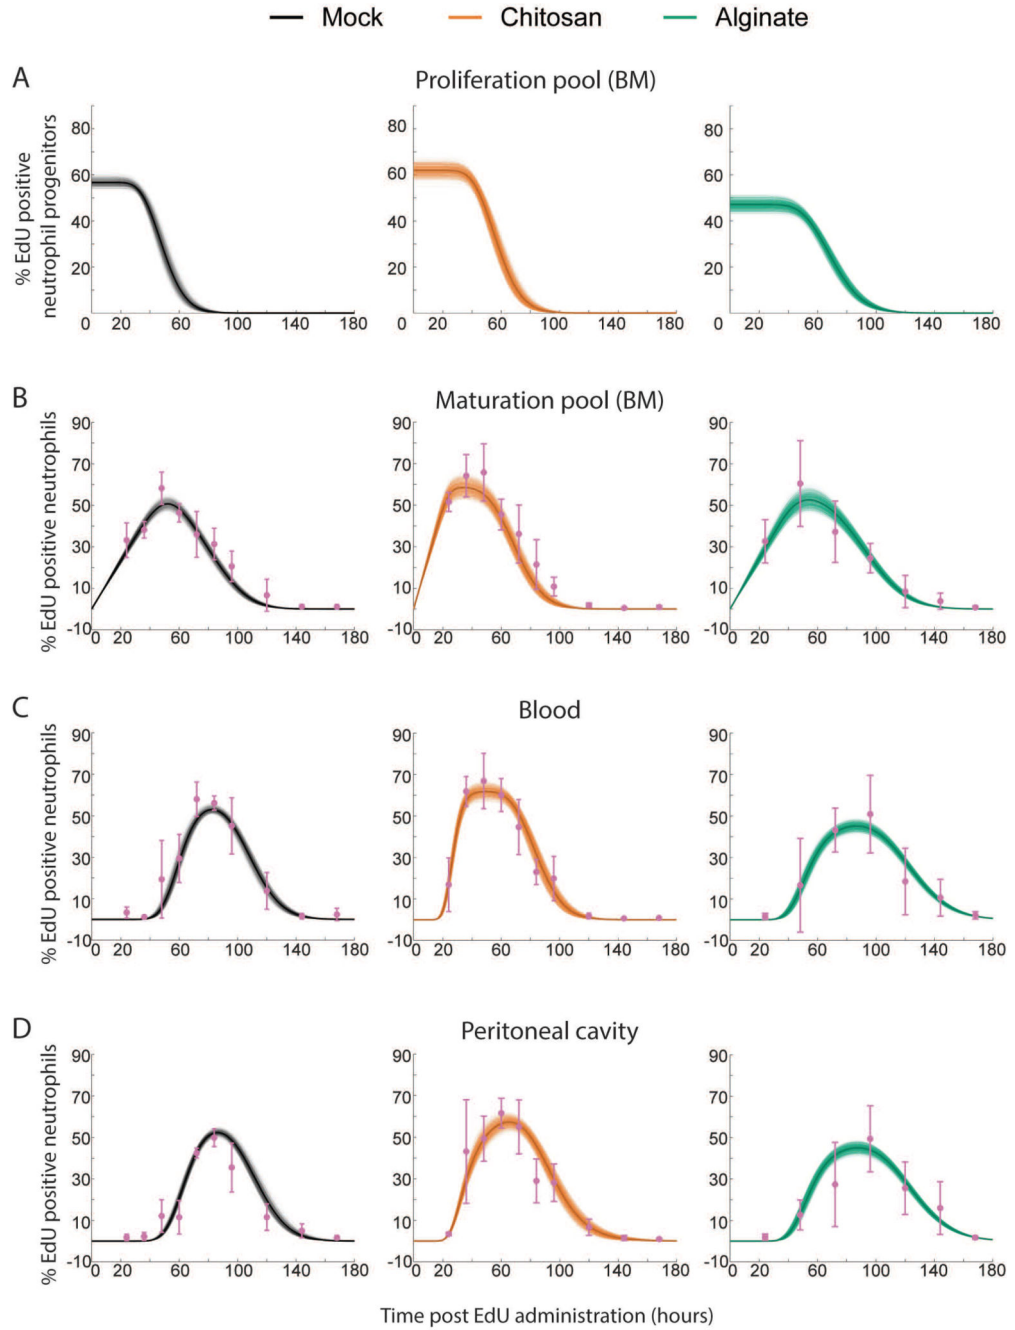 Mock Chitosan Alginate
A
Proliferation pool (BM)
% EdU positive
neutrophil progenitors
80 60 40 20
0 20 60 100 140 180
80 60 40 20
0 20 60 100 140 180
80 60 40 20
0 20 60 100 140 180
B
Maturation pool (BM)
% EdU positive neutrophils
90 70 50 30 10 -10
0 20 60 100 140 180
90 70 50 30 10 -10
0 20 60 100 140 180
90 70 50 30 10 -10
0 20 60 100 140 180
C
Blood
% EdU positive neutrophils
90 70 50 30 10 -10
0 20 60 100 140 180
90 70 50 30 10 -10
0 20 60 100 140 180
90 70 50 30 10 -10
0 20 60 100 140 180
D
Peritoneal cavity
% EdU positive neutrophils
90 70 50 30 10 -10
0 20 60 100 140 180
90 70 50 30 10 -10
0 20 60 100 140 180
90 70 50 30 10 -10
0 20 60 100 140 180
Time post EdU administration (hours)